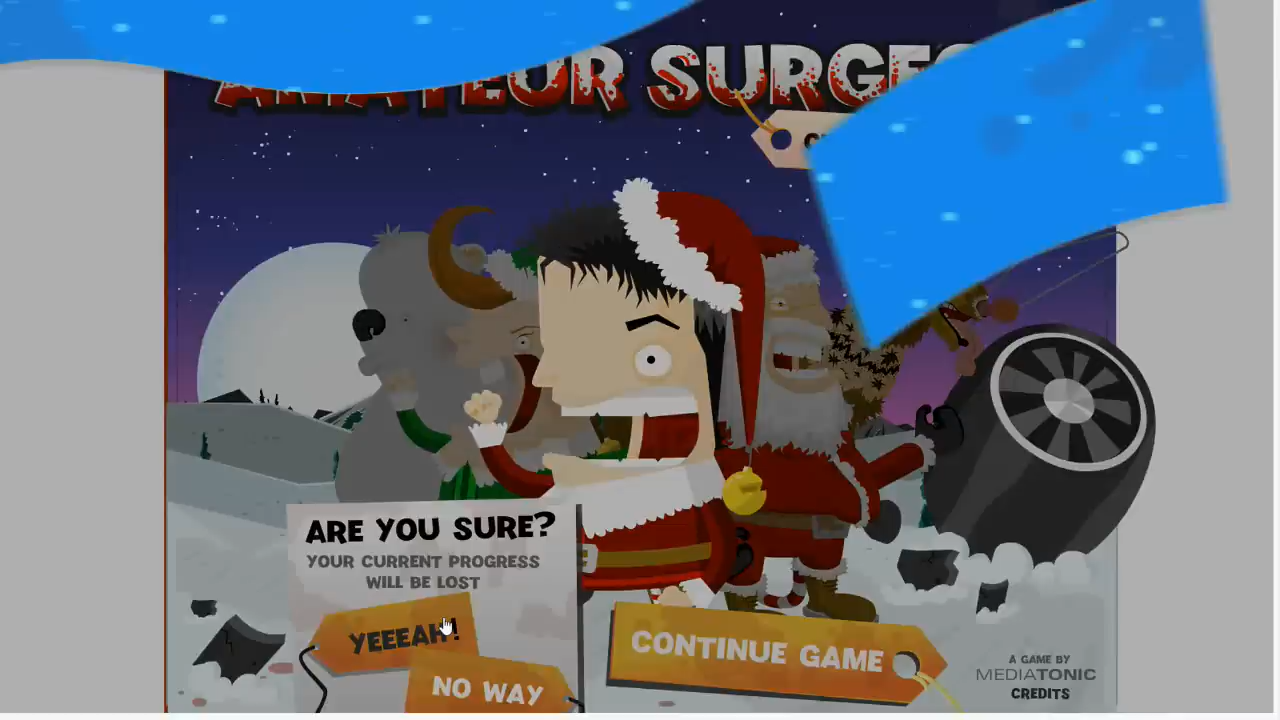 AMATEUR SURGEO
ARE YOU SURE?
YOUR CURRENT PROGRESS
WILL BE LOST
YEEEAH!
NO WAY
CONTINUE GAME
A GAME BY
MEDIATONIC
CREDITS